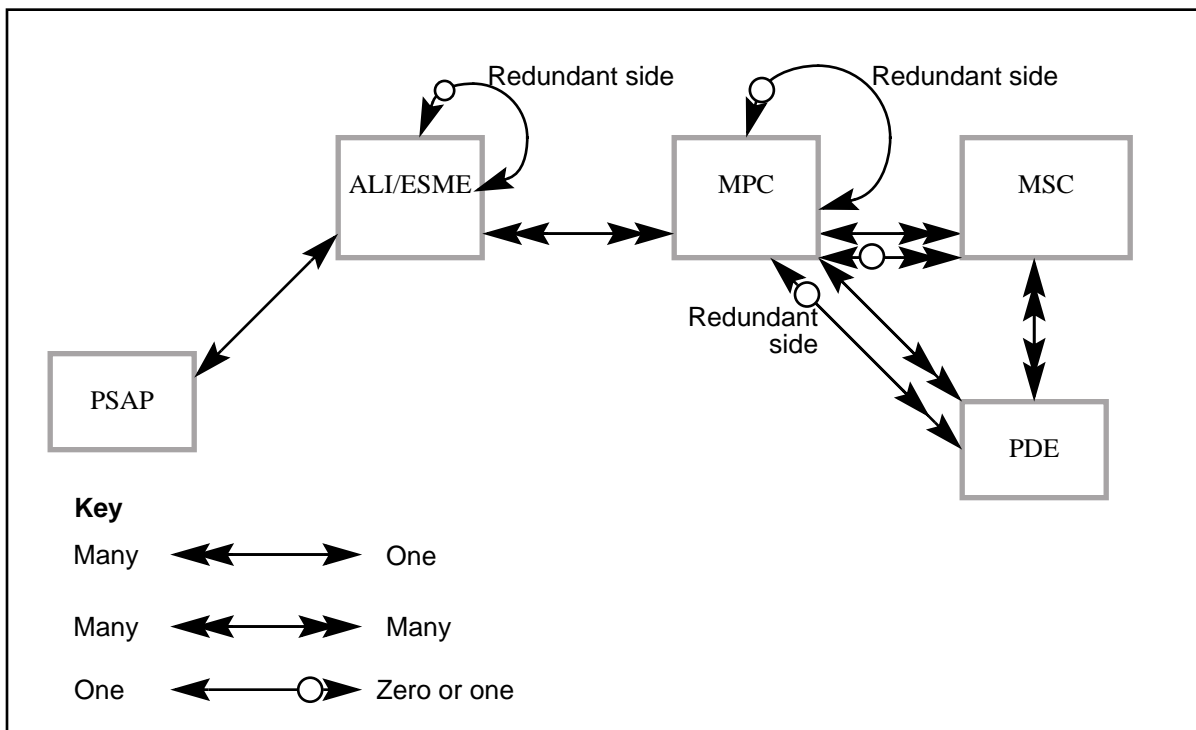 Redundant side
Redundant side
ALI/ESME
MPC
MSC
Redundant
side
PSAP
PDE
Key
Many One
Many Many
One Zero or one